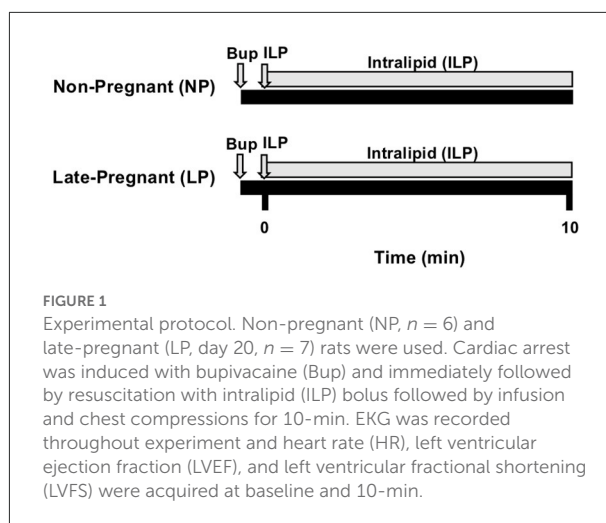 Bup ILP
Intralipid (ILP)
Non-Pregnant (NP)
Bup ILP
Intralipid (ILP)
Late-Pregnant (LP)
0 10
Time (min)
FIGURE 1
Experimental protocol. Non-pregnant (NP, n = 6) and
late-pregnant (LP, day 20, n = 7) rats were used. Cardiac arrest
was induced with bupivacaine (Bup) and immediately followed
by resuscitation with intralipid (ILP) bolus followed by infusion
and chest compressions for 10-min. EKG was recorded
throughout experiment and heart rate (HR), left ventricular
ejection fraction (LVEF), and left ventricular fractional shortening
(LVFS) were acquired at baseline and 10-min.